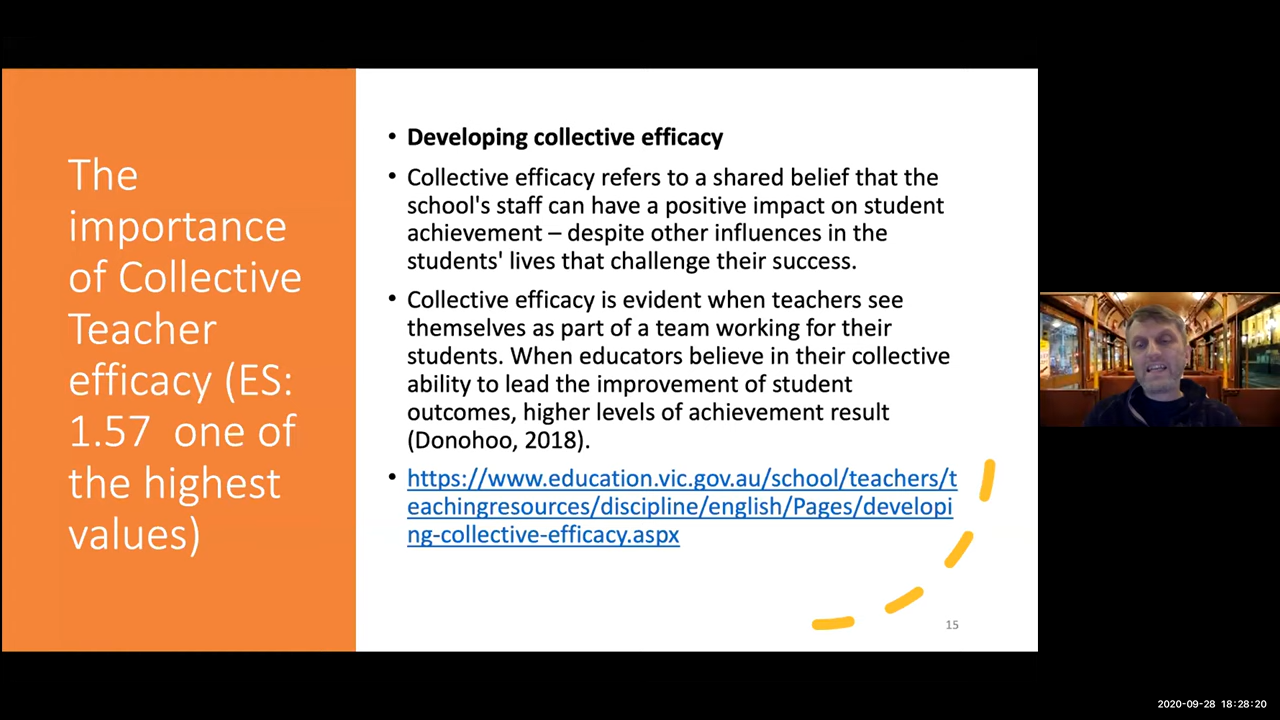 The
importance
of Collective
Teacher
efficacy (ES:
1.57 one of
the highest
values)
• Developing collective efficacy
• Collective efficacy refers to a shared belief that the
school's staff can have a positive impact on student
achievement – despite other influences in the
students' lives that challenge their success.
• Collective efficacy is evident when teachers see
themselves as part of a team working for their
students. When educators believe in their collective
ability to lead the improvement of student
outcomes, higher levels of achievement result
(Donohoo, 2018).
• https://www.education.vic.gov.au/school/teachers/t
eachingresources/discipline/english/Pages/developi
ng-collective-efficacy.aspx
15
2020-09-28 18:28:20